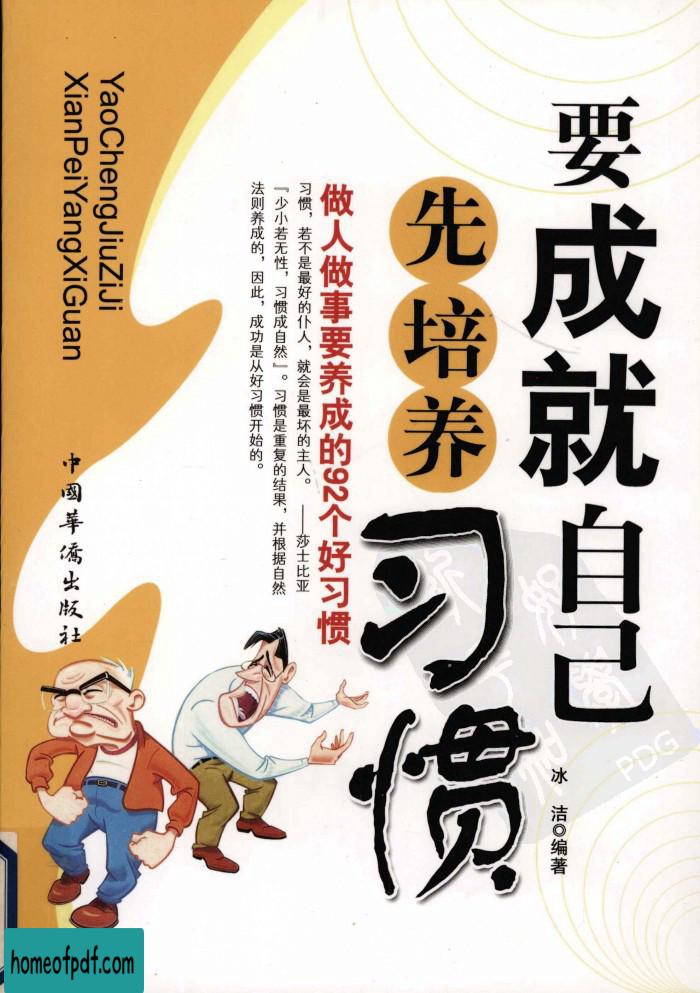 要成就自己
先培养
习惯
做人做事要养成的92个好习惯
习惯，若不是最好的仆人，就会是最坏的主人。——莎士比亚
『少小若无性，习惯成自然』。习惯是重复的结果，并根据自然
法则养成的，因此，成功是从好习惯开始的。
YaoChengJiuZiJi
XianPeiYangXiGuan
中國華僑出版社
冰洁◎编著
PDG
homeofpdf.com